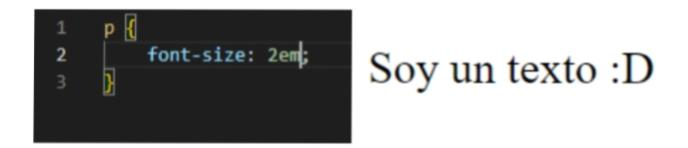 1 p {
2 font-size: 2em;
3 }
Soy un texto :D